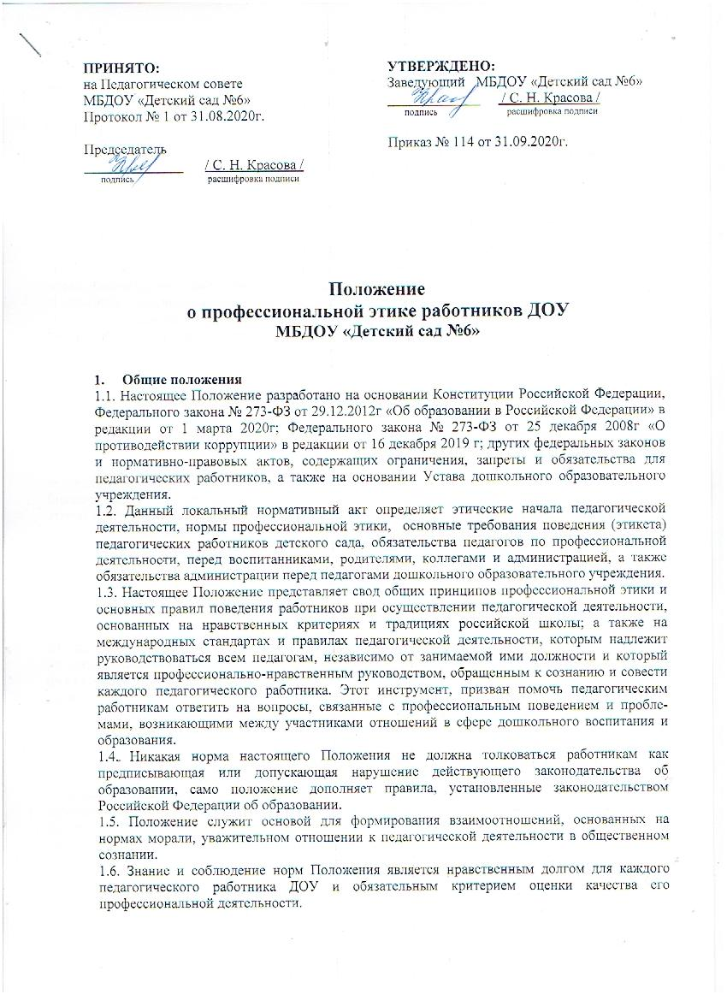 ПРИНЯТО:
на Педагогическом совете
МБДОУ «Детский сад №6»
Протокол № 1 от 31.08.2020г.
Председатель
/ С. Н. Красова /
подпись расшифровка подписи
УТВЕРЖДЕНО:
Заведующий МБДОУ «Детский сад №6»
/ С. Н. Красова /
подпись расшифровка подписи
Приказ № 114 от 31.09.2020г.
Положение
о профессиональной этике работников ДОУ
МБДОУ «Детский сад №6»
1. Общие положения
1.1. Настоящее Положение разработано на основании Конституции Российской Федерации,
Федерального закона № 273-ФЗ от 29.12.2012г «Об образовании в Российской Федерации» в
редакции от 1 марта 2020г; Федерального закона № 273-ФЗ от 25 декабря 2008г «О
противодействии коррупции» в редакции от 16 декабря 2019 г; других федеральных законов
и нормативно-правовых актов, содержащих ограничения, запреты и обязательства для
педагогических работников, а также на основании Устава дошкольного образовательного
учреждения.
1.2. Данный локальный нормативный акт определяет этические начала педагогической
деятельности, нормы профессиональной этики, основные требования поведения (этикета)
педагогических работников детского сада, обязательства педагогов по профессиональной
деятельности, перед воспитанниками, родителями, коллегами и администрацией, а также
обязательства администрации перед педагогами дошкольного образовательного учреждения.
1.3. Настоящее Положение представляет свод общих принципов профессиональной этики и
основных правил поведения работников при осуществлении педагогической деятельности,
основанных на нравственных критериях и традициях российской школы; а также на
международных стандартах и правилах педагогической деятельности, которым надлежит
руководствоваться всем педагогам, независимо от занимаемой ими должности и который
является профессионально-нравственным руководством, обращенным к сознанию и совести
каждого педагогического работника. Этот инструмент, призван помочь педагогическим
работникам ответить на вопросы, связанные с профессиональным поведением и пробле-
мами, возникающими между участниками отношений в сфере дошкольного воспитания и
образования.
1.4. Никакая норма настоящего Положения не должна толковаться работникам как
предписывающая или допускающая нарушение действующего законодательства об
образовании, само положение дополняет правила, установленные законодательством
Российской Федерации об образовании.
1.5. Положение служит основой для формирования взаимоотношений, основанных на
нормах морали, уважительном отношении к педагогической деятельности в общественном
сознании.
1.6. Знание и соблюдение норм Положения является нравственным долгом для каждого
педагогического работника ДОУ и обязательным критерием оценки качества его
профессиональной деятельности.